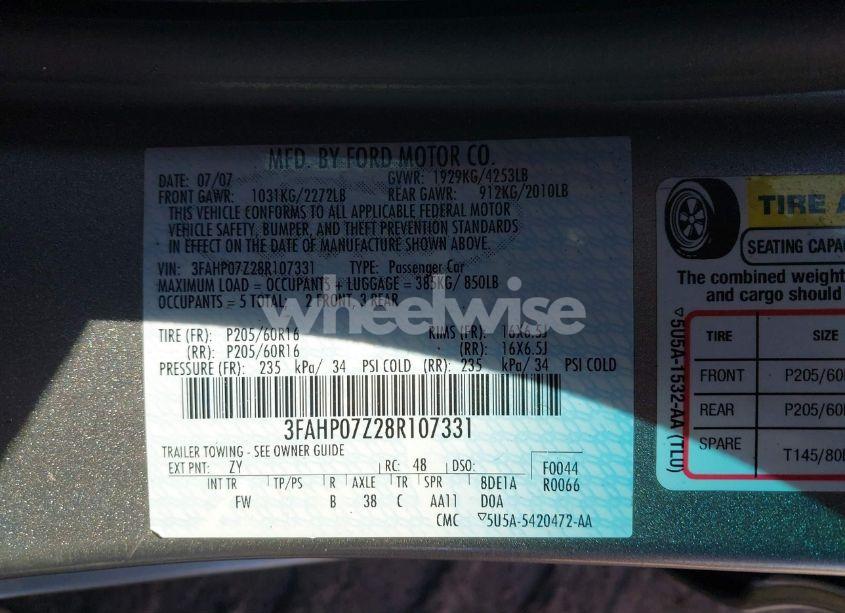 MFD. BY FORD MOTOR CO.
DATE: 07/07 GVWR: 1929KG/4253LB
FRONT GAWR: 1031KG/2272LB REAR GAWR: 912KG/2010LB
THIS VEHICLE CONFORMS TO ALL APPLICABLE FEDERAL MOTOR
VEHICLE SAFETY, BUMPER, AND THEFT PREVENTION STANDARDS
IN EFFECT ON THE DATE OF MANUFACTURE SHOWN ABOVE.
VIN: 3FAHP07Z28R107331 TYPE: Passenger Car
MAXIMUM LOAD = OCCUPANTS + LUGGAGE = 385KG/ 850LB
OCCUPANTS = 5 TOTAL: 2 FRONT, 3 REAR
wheelwise
TIRE (FR): P205/60R16 RIMS (FR): 16X6.5J
(RR): P205/60R16 (RR): 16X6.5J
PRESSURE (FR): 235 kPa/ 34 PSI COLD (RR): 235 kPa/ 34 PSI COLD
3FAHP07Z28R107331
TRAILER TOWING - SEE OWNER GUIDE
EXT PNT: ZY RC: 48 DSO: F0044
INT TR TP/PS R AXLE TR SPR 8DE1A R0066
FW B 38 C AA11 D0A
CMC ▽5U5A-5420472-AA
TIRE A
SEATING CAPAC
The combined weight
and cargo should
TIRE SIZE
FRONT P205/60
REAR P205/60
SPARE T145/80
▽5U5A-1532-AA (TLU)